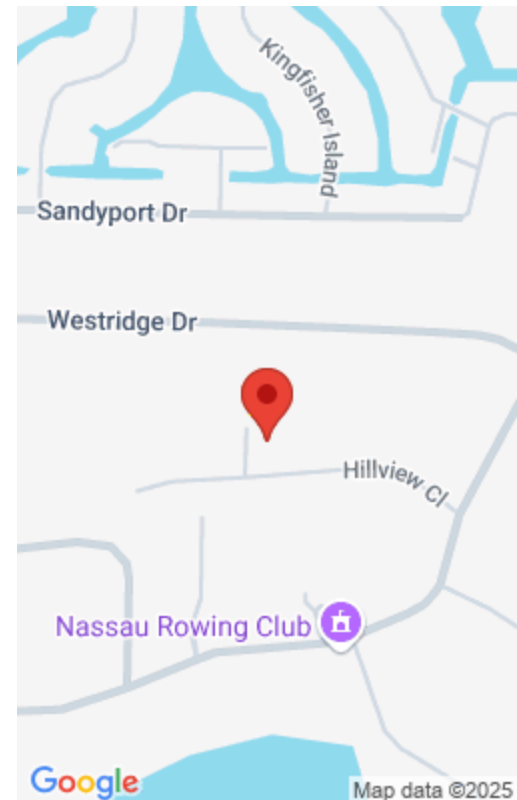 Kingfisher Island
Sandyport Dr
Westridge Dr
Hillview Cl
Nassau Rowing Club
Google
Map data ©2025